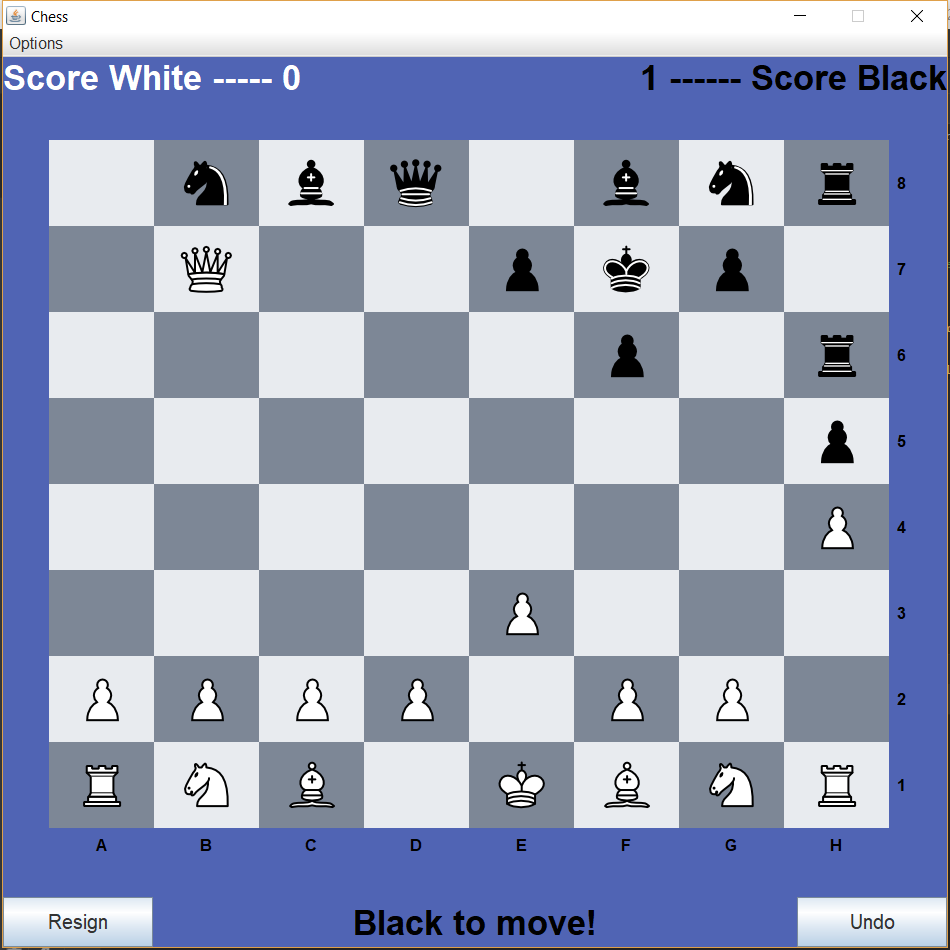 Chess
Options
Score White ----- 0
1 ------ Score Black
8
7
6
5
4
3
2
1
A B C D E F G H
Resign
Black to move!
Undo